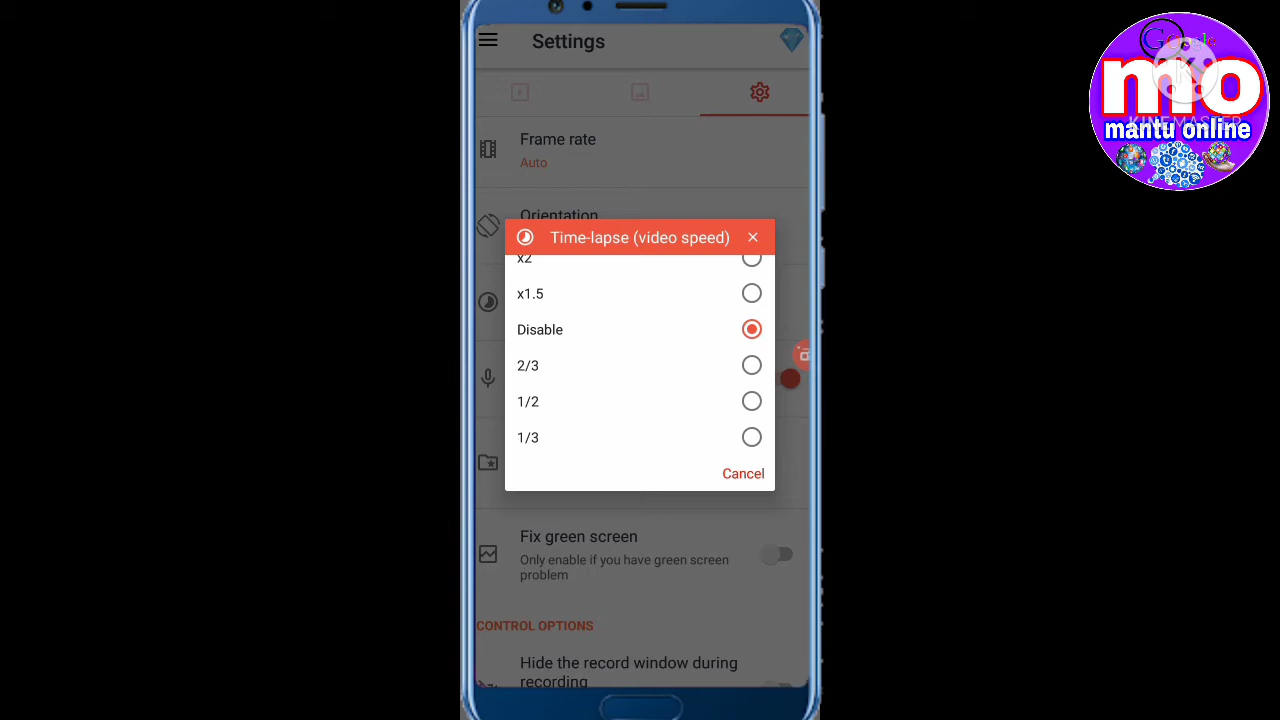 Settings
Frame rate
Auto
Orientation
Time-lapse (video speed)
x2
x1.5
Disable
2/3
1/2
1/3
Cancel
Fix green screen
Only enable if you have green screen
problem
CONTROL OPTIONS
Hide the record window during
recording
Google
mo
KINEMASTER
mantu online